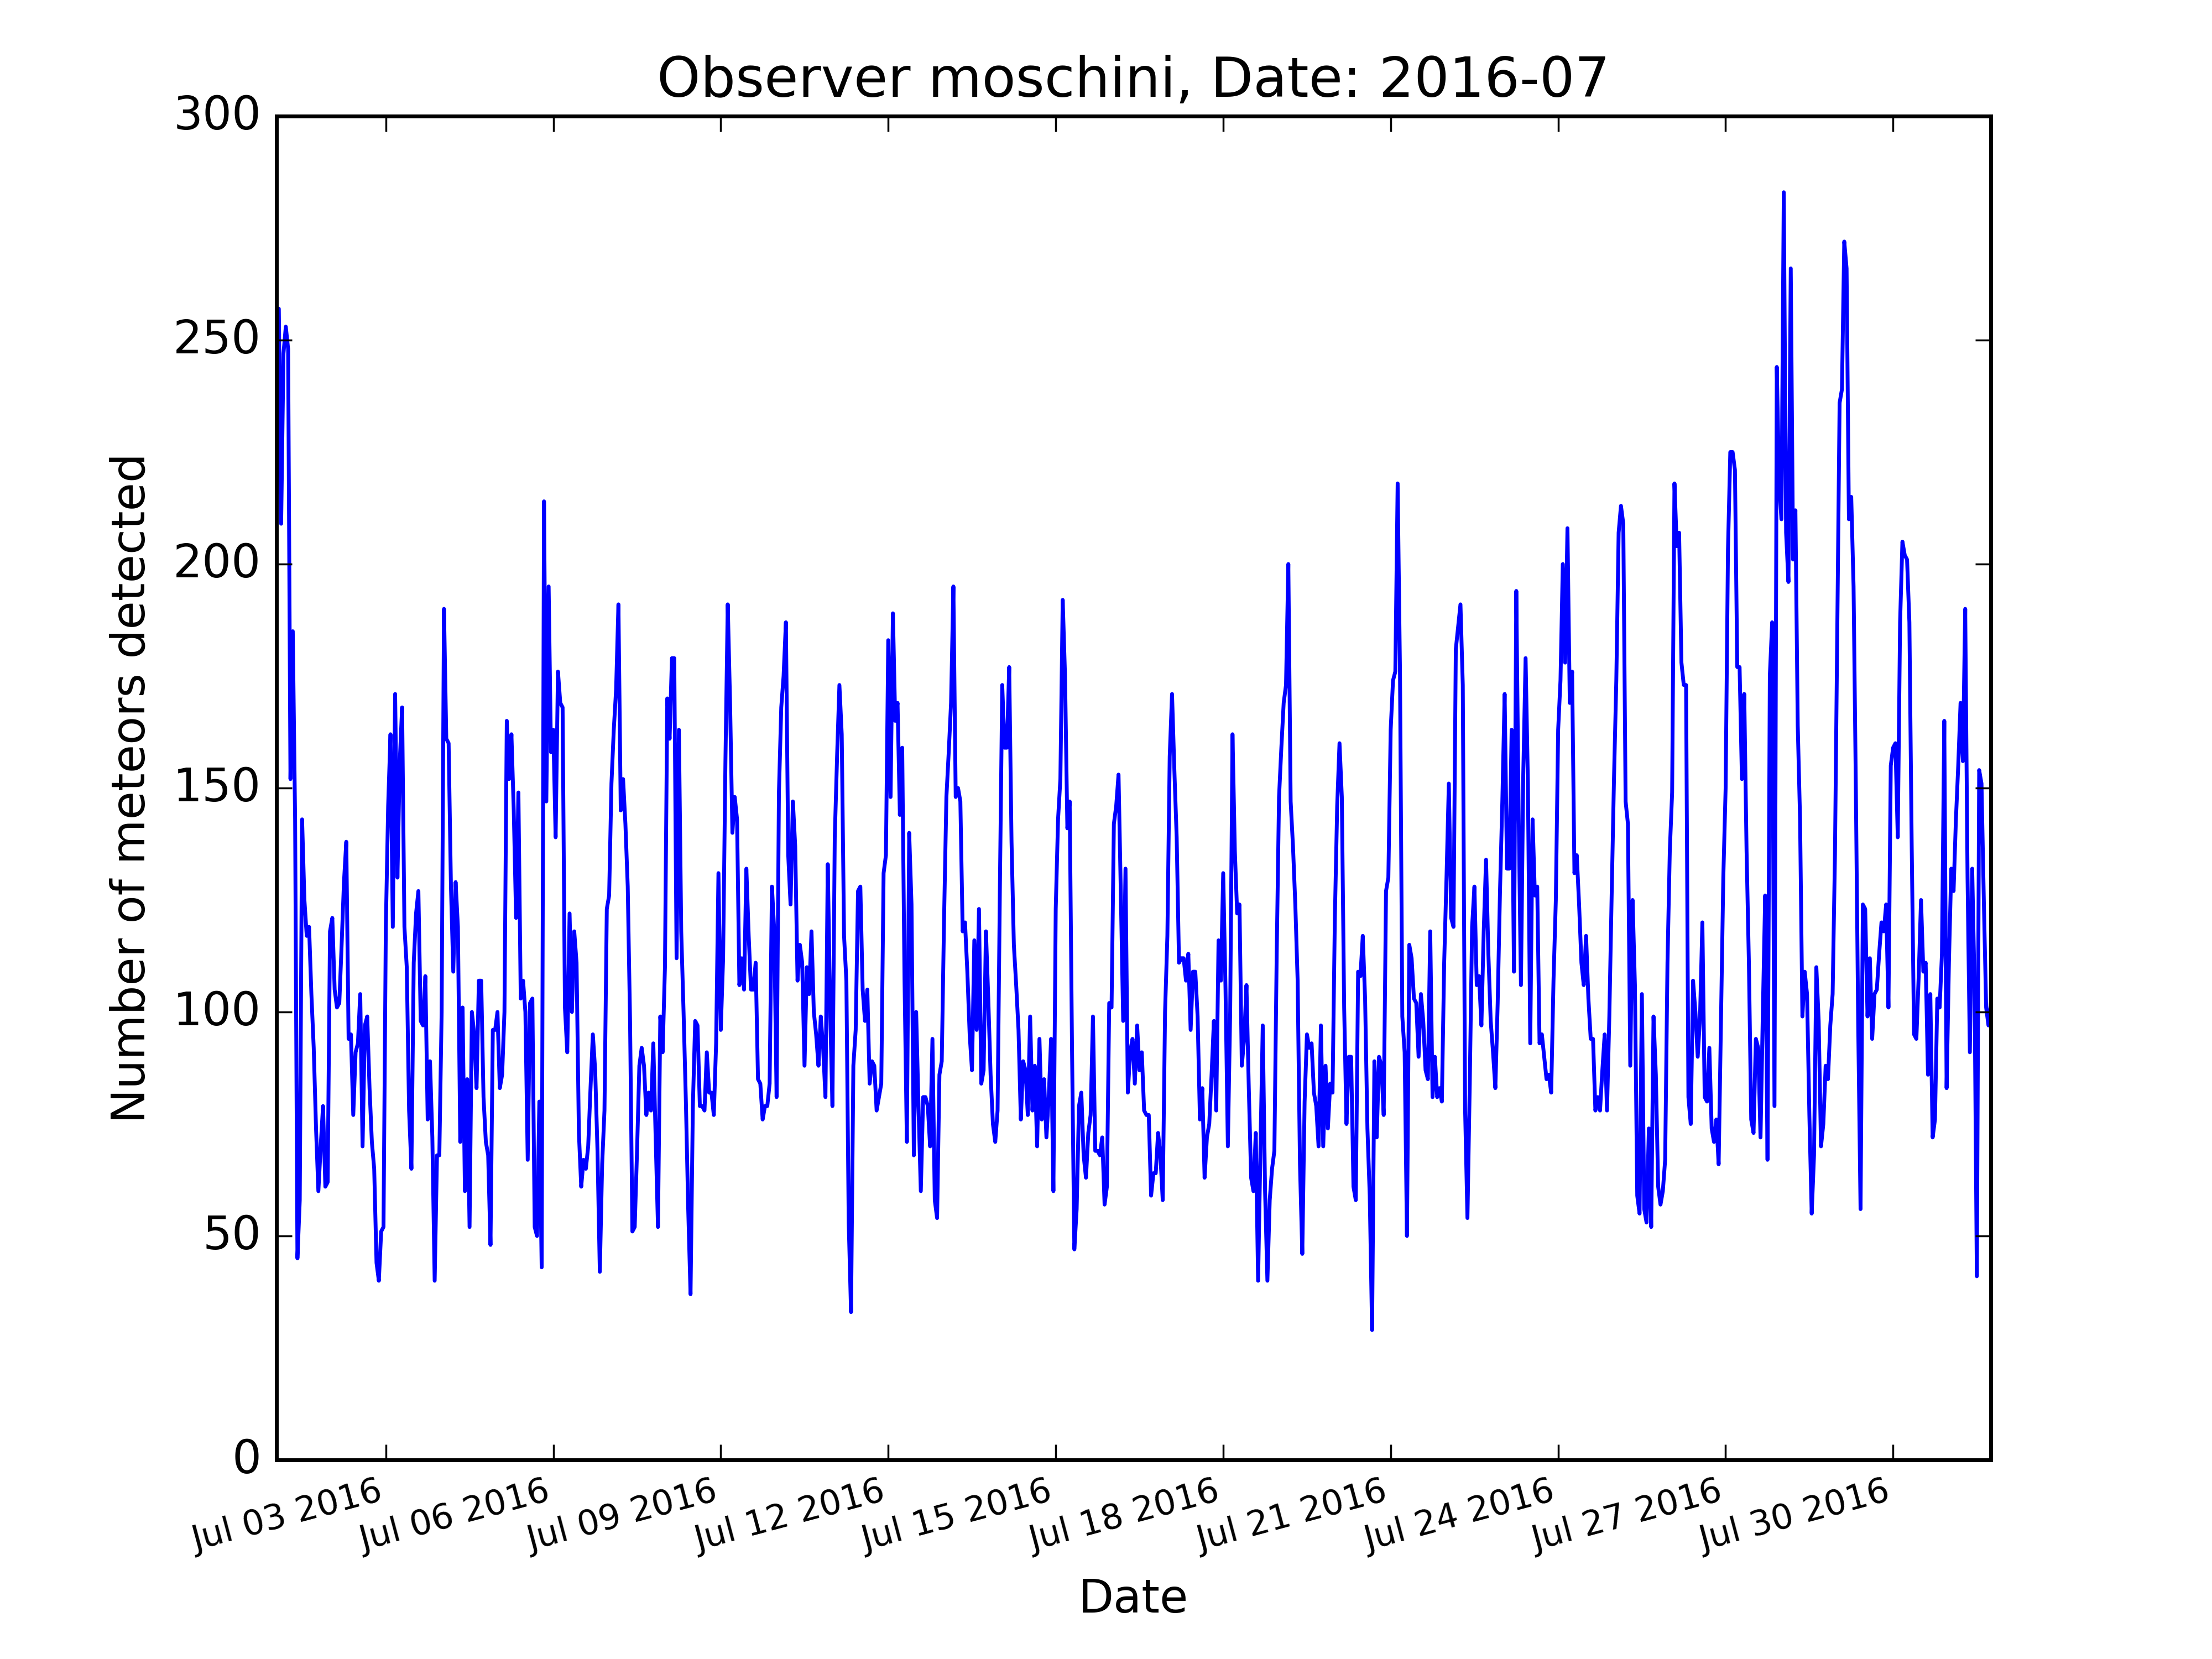 Observer moschini, Date: 2016-07
300
250
200
150
100
50
0
Number of meteors detected
Jul 03 2016
Jul 06 2016
Jul 09 2016
Jul 12 2016
Jul 15 2016
Jul 18 2016
Jul 21 2016
Jul 24 2016
Jul 27 2016
Jul 30 2016
Date